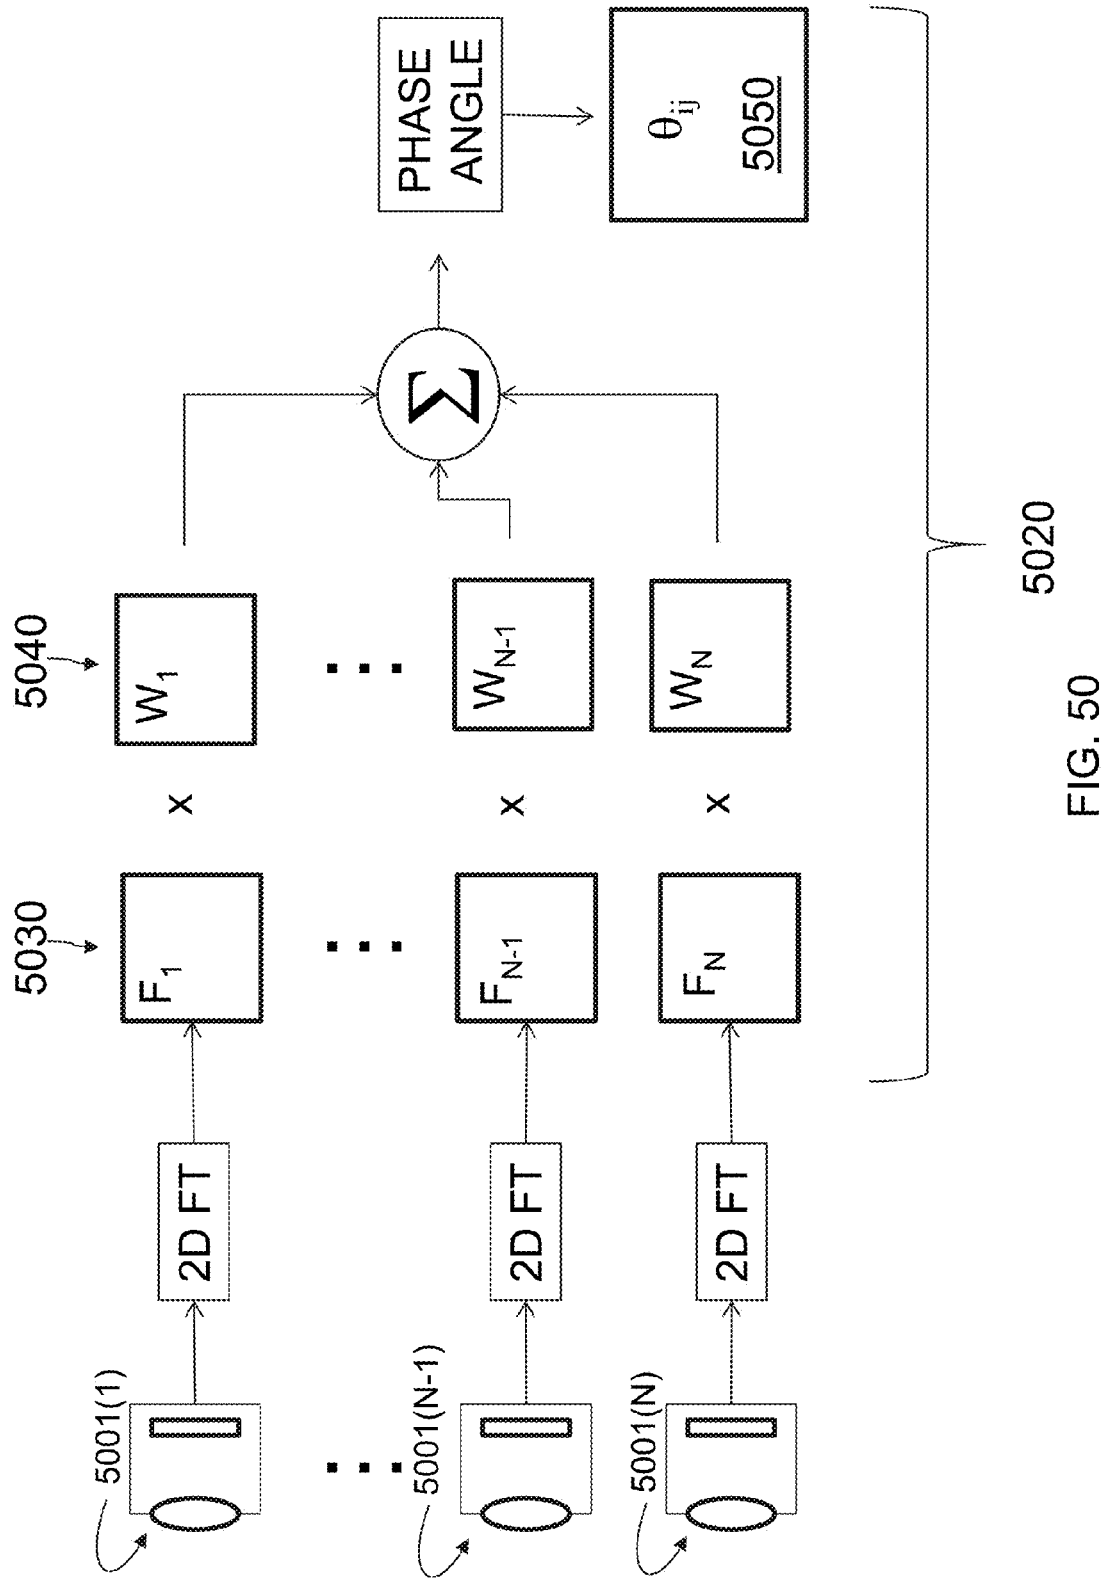 5001(1)
2D FT
5030
F1
x
5040
W1
. . .
. . .
. . .
5001(N-1)
2D FT
FN-1
x
WN-1
Σ
PHASE
ANGLE
5001(N)
2D FT
FN
x
WN
θij
5050
5020
FIG. 50